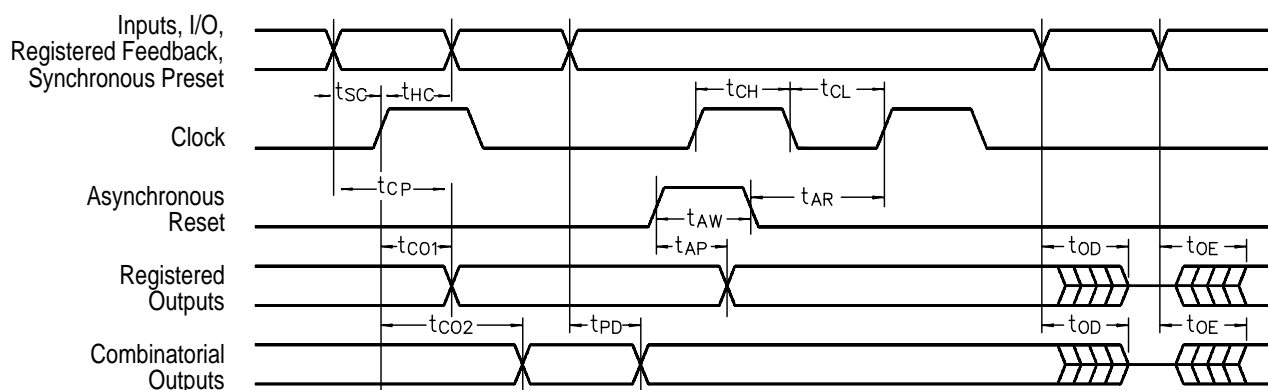 Inputs, I/O,
Registered Feedback,
Synchronous Preset
tSC
tHC
tCH
tCL
Clock
tCP
Asynchronous
Reset
tAW
tAR
tCO1
tAP
tOD
tOE
Registered
Outputs
tCO2
tPD
tOD
tOE
Combinatorial
Outputs